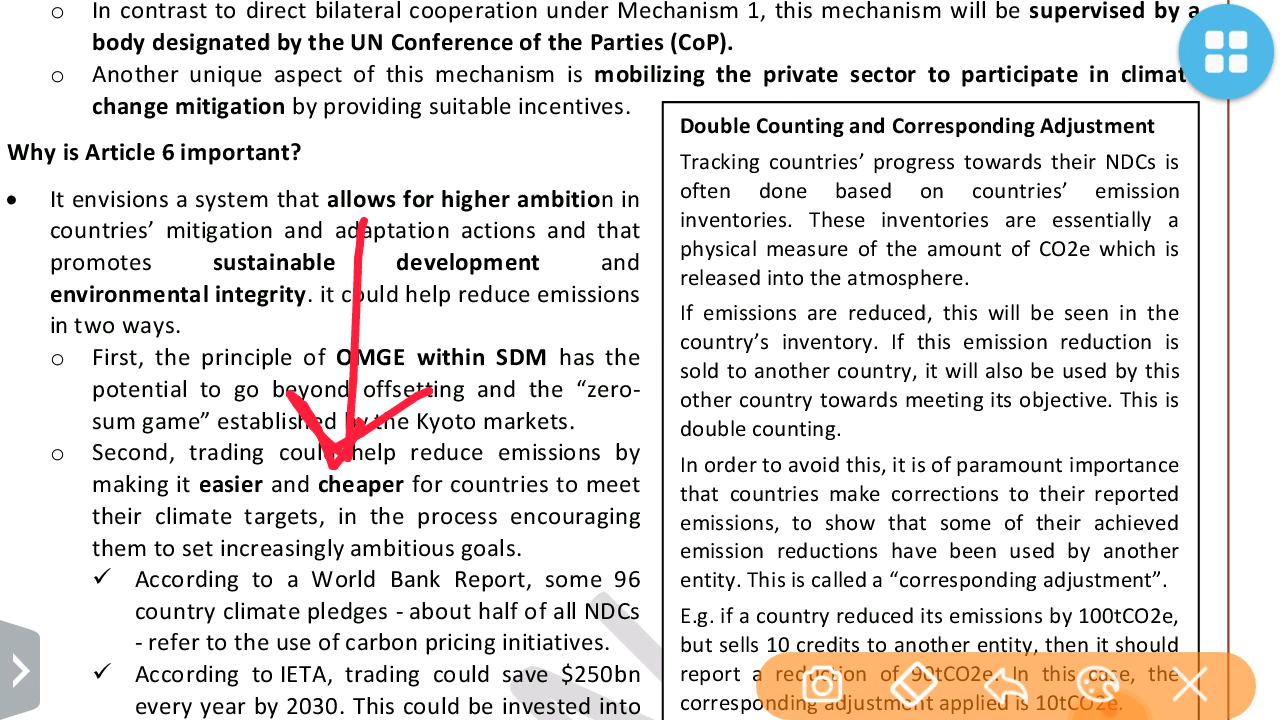 o In contrast to direct bilateral cooperation under Mechanism 1, this mechanism will be supervised by a
body designated by the UN Conference of the Parties (CoP).
o Another unique aspect of this mechanism is mobilizing the private sector to participate in climate
change mitigation by providing suitable incentives.
Why is Article 6 important?
• It envisions a system that allows for higher ambition in
countries’ mitigation and adaptation actions and that
promotes sustainable development and
environmental integrity. it could help reduce emissions
in two ways.
o First, the principle of OMGE within SDM has the
potential to go beyond offsetting and the “zero-
sum game” established by the Kyoto markets.
o Second, trading could help reduce emissions by
making it easier and cheaper for countries to meet
their climate targets, in the process encouraging
them to set increasingly ambitious goals.
✓ According to a World Bank Report, some 96
country climate pledges - about half of all NDCs
- refer to the use of carbon pricing initiatives.
✓ According to IETA, trading could save $250bn
every year by 2030. This could be invested into
Double Counting and Corresponding Adjustment
Tracking countries’ progress towards their NDCs is
often done based on countries’ emission
inventories. These inventories are essentially a
physical measure of the amount of CO2e which is
released into the atmosphere.
If emissions are reduced, this will be seen in the
country’s inventory. If this emission reduction is
sold to another country, it will also be used by this
other country towards meeting its objective. This is
double counting.
In order to avoid this, it is of paramount importance
that countries make corrections to their reported
emissions, to show that some of their achieved
emission reductions have been used by another
entity. This is called a “corresponding adjustment”.
E.g. if a country reduced its emissions by 100tCO2e,
but sells 10 credits to another entity, then it should
report a reduction of 90tCO2e. In this case, the
corresponding adjustment applied is 10tCO2e.